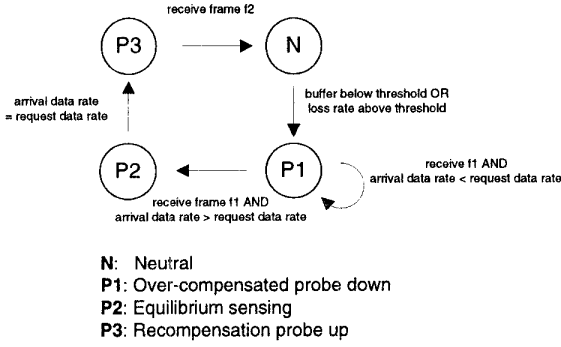 receive frame f2
P3
N
arrival data rate
= request data rate
buffer below threshold OR
loss rate above threshold
P2
P1
receive f1 AND
arrival data rate < request data rate
receive frame f1 AND
arrival data rate > request data rate
N: Neutral
P1: Over-compensated probe down
P2: Equilibrium sensing
P3: Recompensation probe up